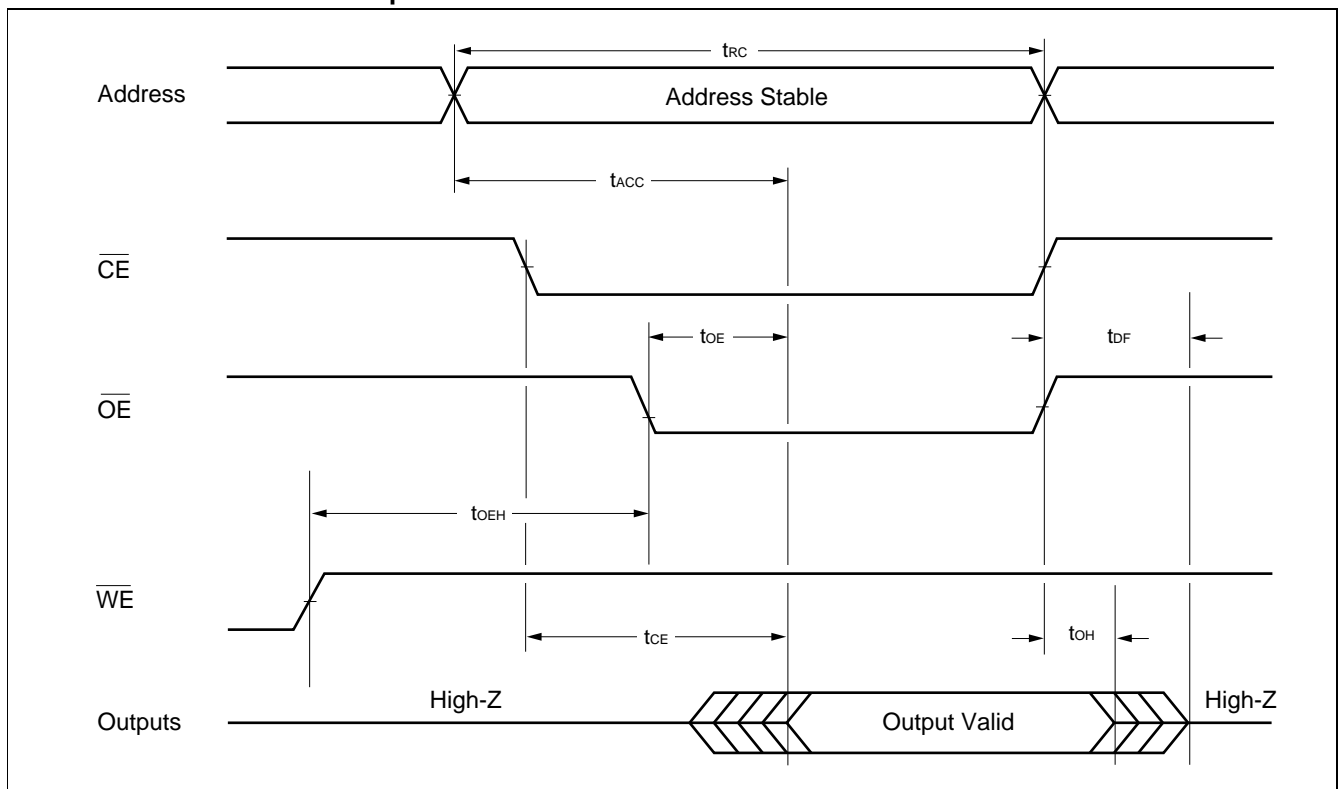 tRC
Address
Address Stable
tACC
CE
tOE
tDF
OE
tOEH
WE
tCE
tOH
High-Z
High-Z
Outputs
Output Valid